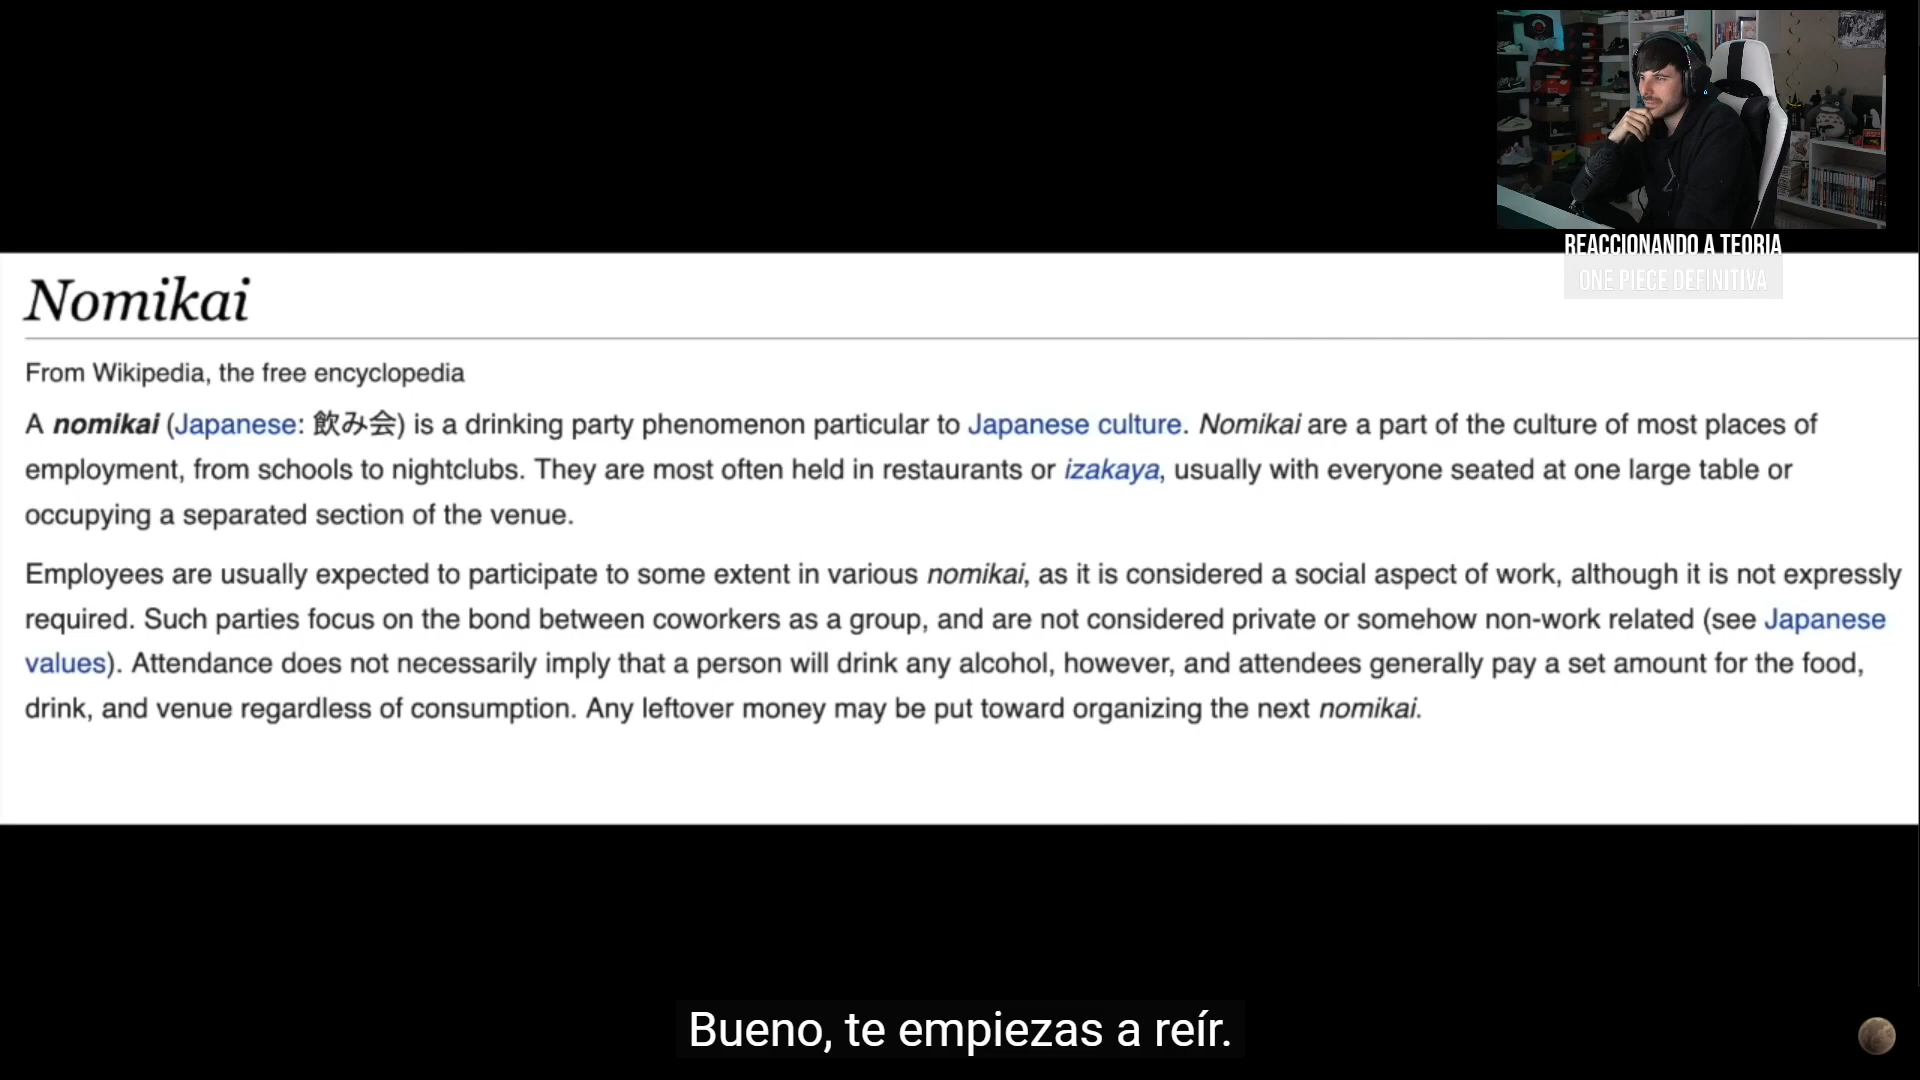 REACCIONANDO A TEORIA
ONE PIECE DEFINITIVA
Nomikai
From Wikipedia, the free encyclopedia
A nomikai (Japanese: 飲み会) is a drinking party phenomenon particular to Japanese culture. Nomikai are a part of the culture of most places of
employment, from schools to nightclubs. They are most often held in restaurants or izakaya, usually with everyone seated at one large table or
occupying a separated section of the venue.
Employees are usually expected to participate to some extent in various nomikai, as it is considered a social aspect of work, although it is not expressly
required. Such parties focus on the bond between coworkers as a group, and are not considered private or somehow non-work related (see Japanese
values). Attendance does not necessarily imply that a person will drink any alcohol, however, and attendees generally pay a set amount for the food,
drink, and venue regardless of consumption. Any leftover money may be put toward organizing the next nomikai.
Bueno, te empiezas a reír.